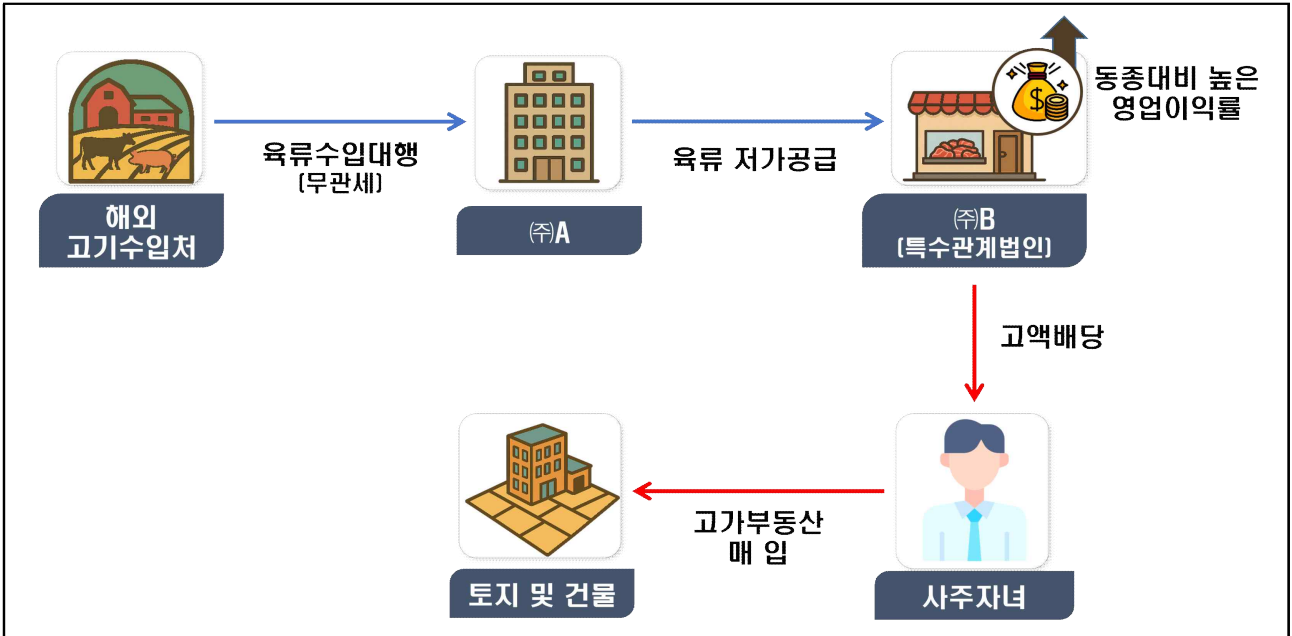 동종대비 높은
영업이익률
육류수입대행
(무관세)
육류 저가공급
해외
고기수입처
㈜A
㈜B
(특수관계법인)
고액배당
고가부동산
매 입
토지 및 건물
사주자녀